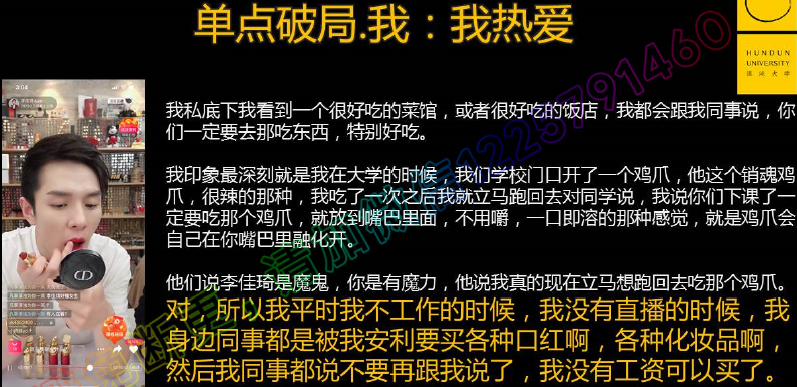 单点破局.我：我热爱
HUNDUN
UNIVERSITY
混沌大学
3:04
我私底下我看到一个很好吃的菜馆，或者很好吃的饭店，我都会跟我同事说，你
们一定要去那吃东西，特别好吃。
我印象最深刻就是我在大学的时候，我们学校门口开了一个鸡爪，他这个销魂鸡
爪，很辣的那种，我吃了一次之后我就立马跑回去对同学说，我说你们下课了一
定要吃那个鸡爪，就放到嘴巴里面，不用嚼，一口即溶的那种感觉，就是鸡爪会
自己在你嘴巴里融化开。
他们说李佳琦是魔鬼，你是有魔力，他说我真的现在立马想跑回去吃那个鸡爪。
对，所以我平时我不工作的时候，我没有直播的时候，我
身边同事都是被我安利要买各种口红啊，各种化妆品啊，
然后我同事都说不要再跟我说了，我没有工资可以买了。